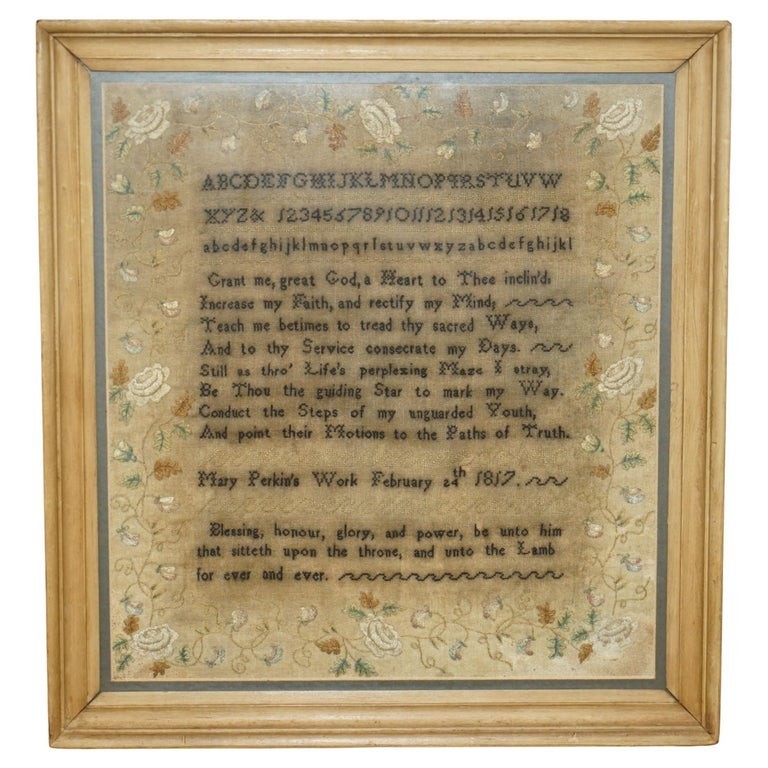 ABCDEFGHIJKLMNOPQRSTUVW
XYZ& 123456789101112131415161718
abcdefghijklmnopqrſstuvwxyzabcdefghijkl
Grant me, great God, a Heart to Thee inclin'd:
Increase my Faith, and rectify my Mind;
Teach me betimes to tread thy sacred Ways,
And to thy Service consecrate my Days.
Still as thro' Life's perplexing Maze I stray,
Be Thou the guiding Star to mark my Way.
Conduct the Steps of my unguarded Youth,
And point their Motions to the Paths of Truth.
Mary Perkin's Work February 24th 1817.
Blessing, honour, glory, and power, be unto him
that sitteth upon the throne, and unto the Lamb
for ever and ever.